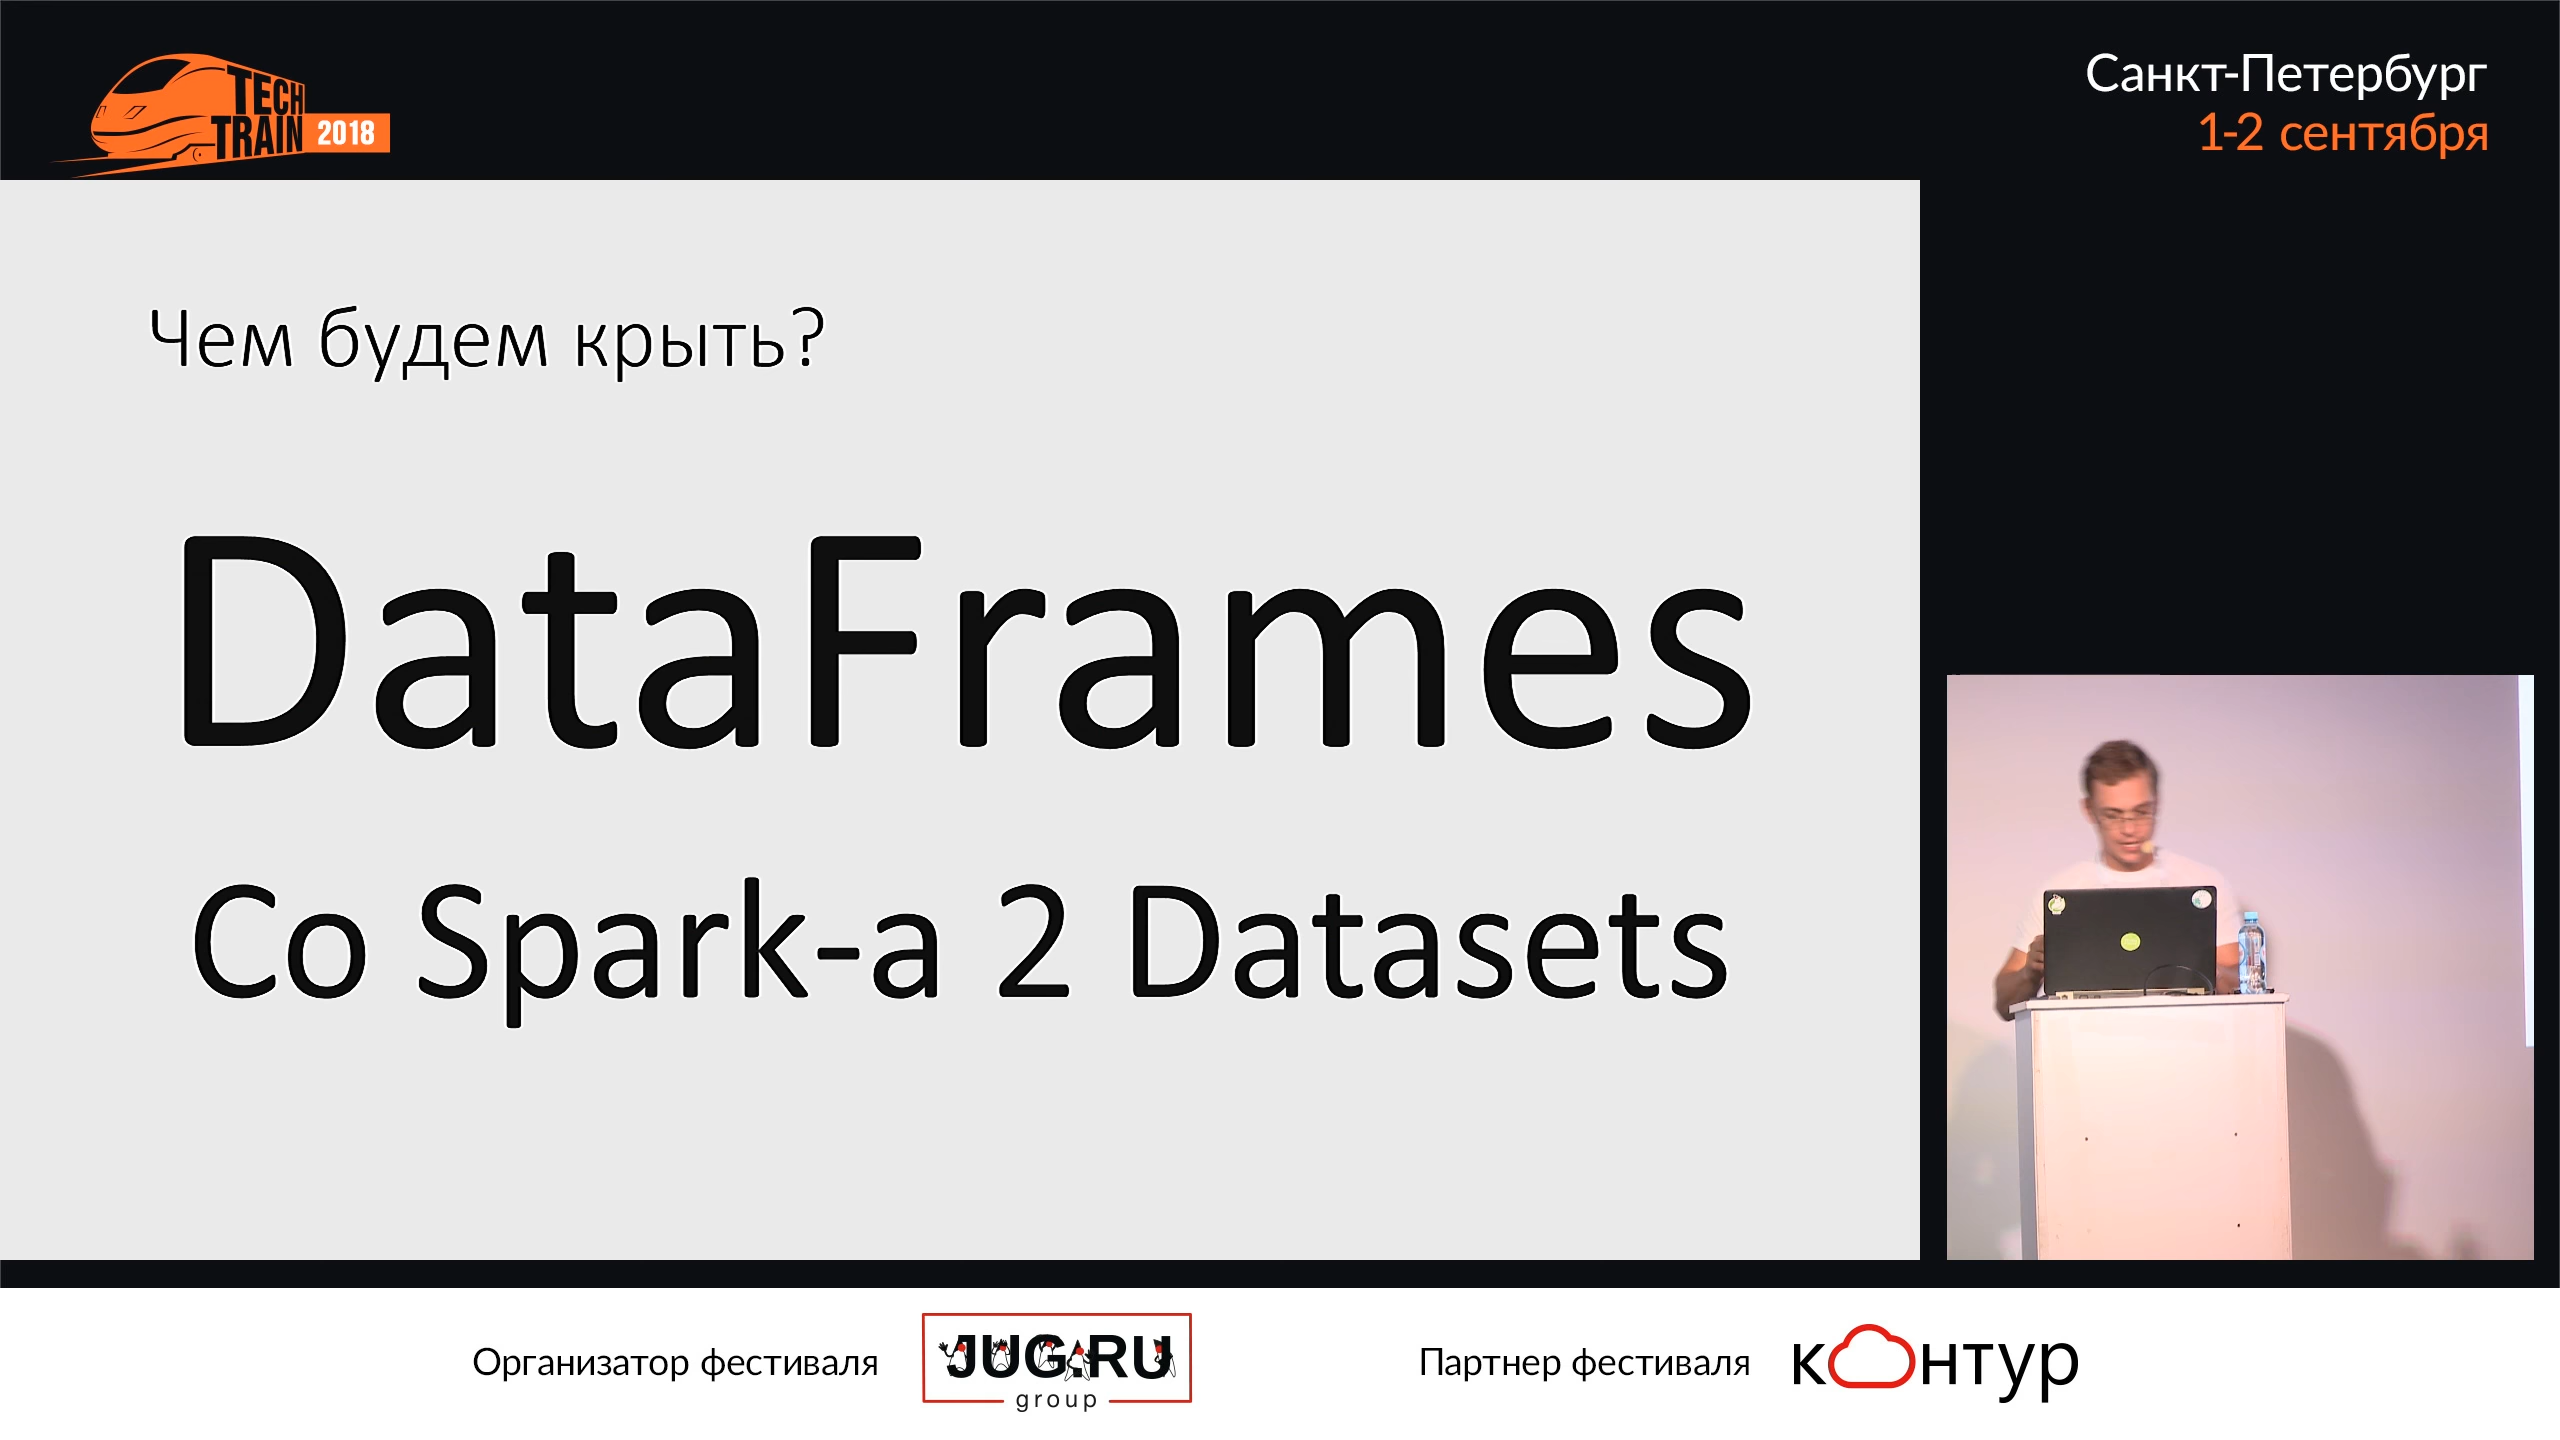 TECH
TRAIN 2018
Санкт-Петербург
1-2 сентября
Чем будем крыть?
DataFrames
Со Spark-а 2 Datasets
Организатор фестиваля
JUG.RU
group
Партнер фестиваля
контур